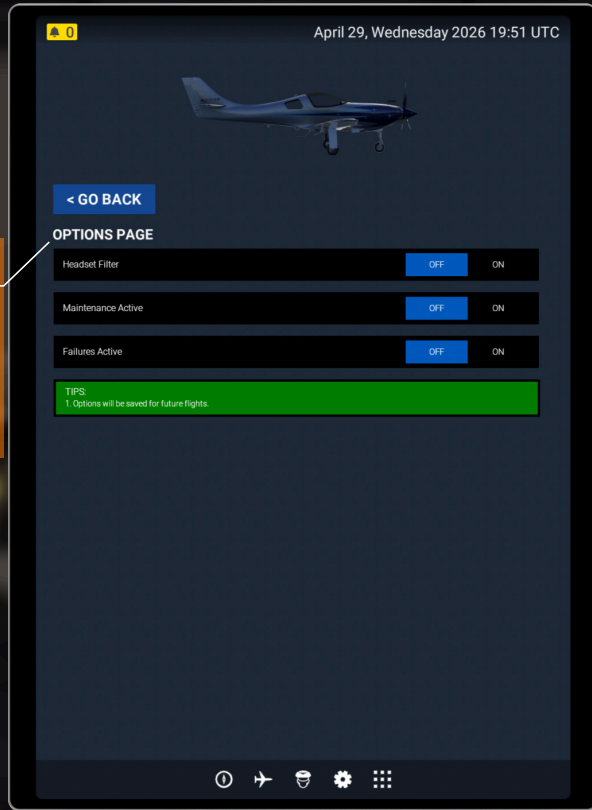 0
April 29, Wednesday 2026 19:51 UTC
< GO BACK
OPTIONS PAGE
Headset Filter OFF ON
Maintenance Active OFF ON
Failures Active OFF ON
TIPS:
1. Options will be saved for future flights.